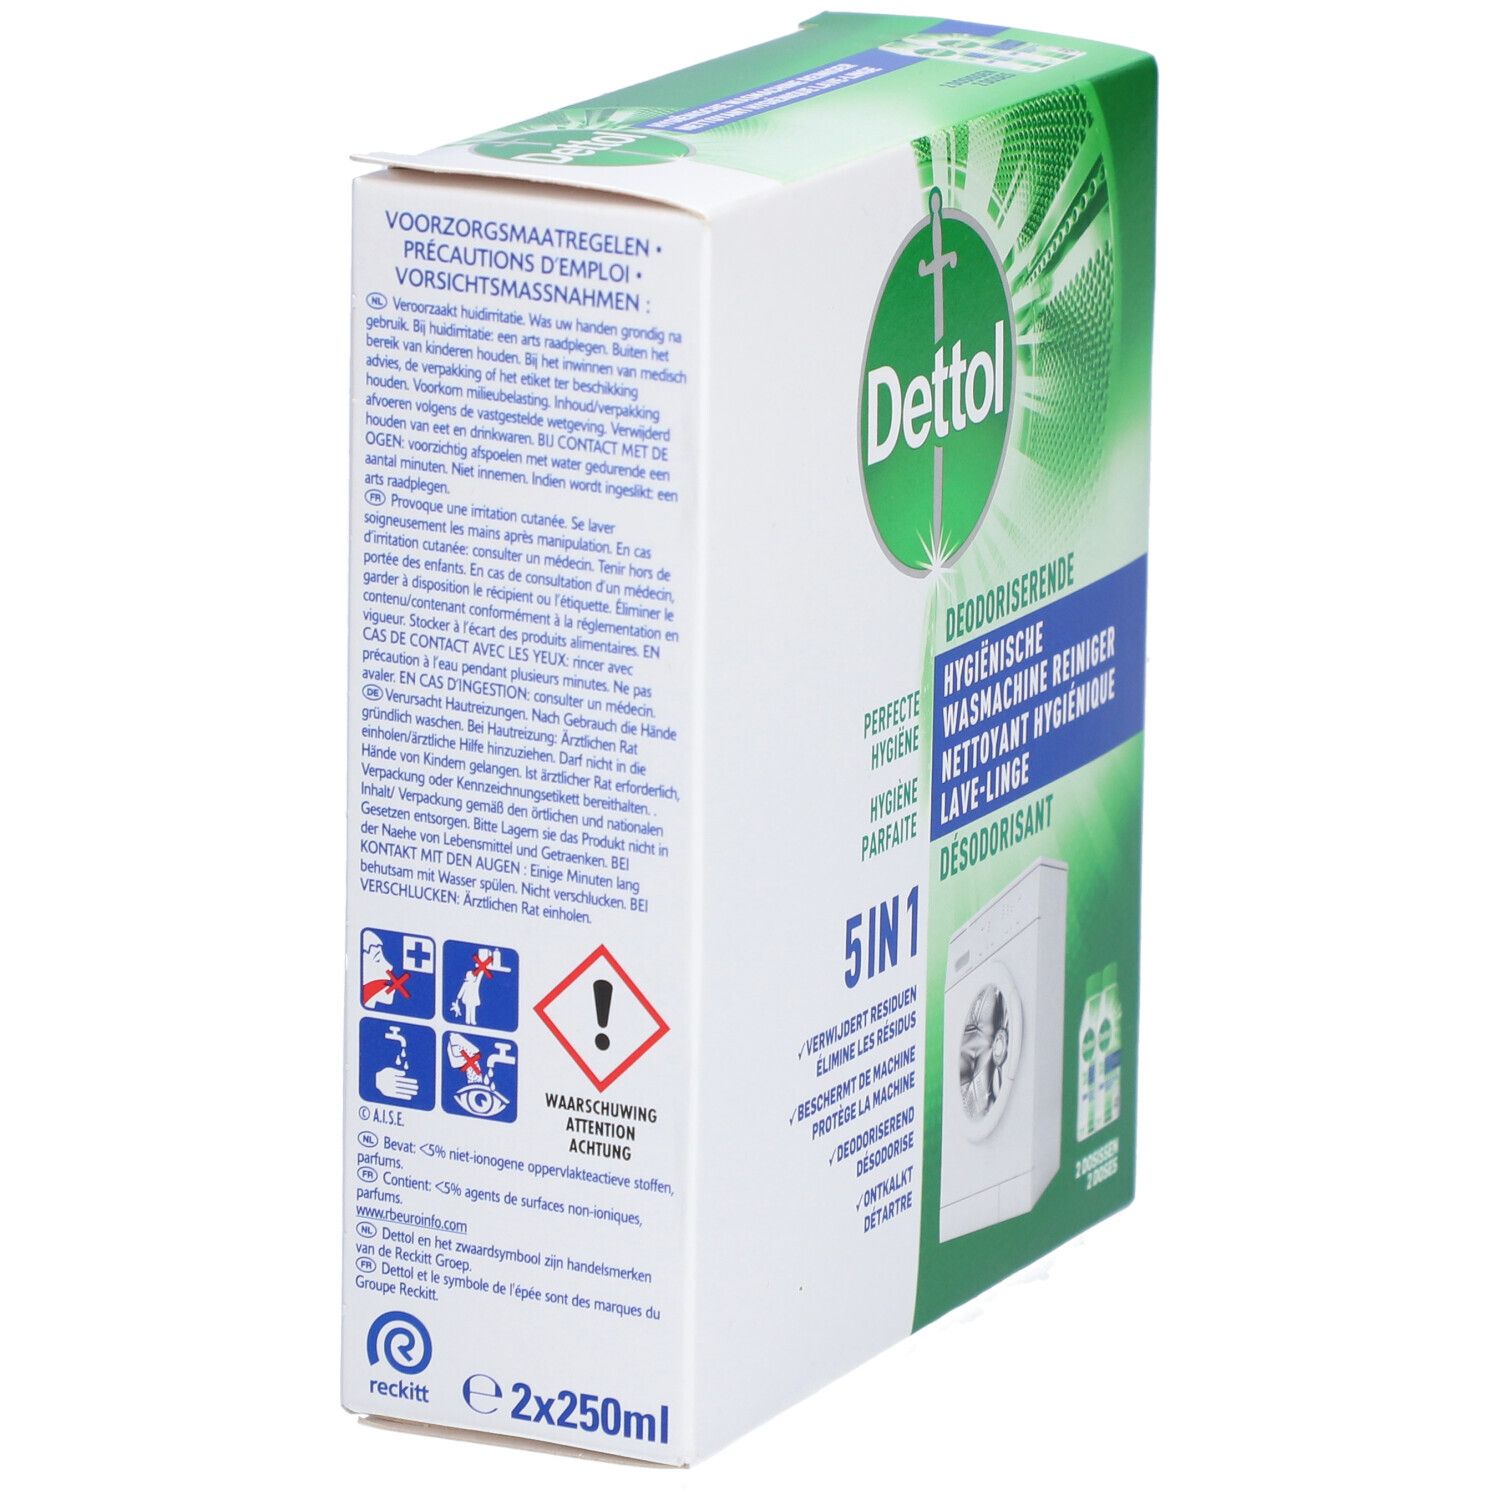 Dettol
HYGIËNISCHE WASMACHINE REINIGER
NETTOYANT HYGIÉNIQUE LAVE-LINGE
2 DOSISSEN
2 DOSES
VOORZORGSMAATREGELEN •
PRÉCAUTIONS D'EMPLOI •
VORSICHTSMASSNAHMEN :
NL Veroorzaakt huidirritatie. Was uw handen grondig na
gebruik. Bij huidirritatie: een arts raadplegen. Buiten het
bereik van kinderen houden. Bij het inwinnen van medisch
advies, de verpakking of het etiket ter beschikking
houden. Voorkom milieubelasting. Inhoud/verpakking
afvoeren volgens de vastgestelde wetgeving. Verwijderd
houden van eet en drinkwaren. BIJ CONTACT MET DE
OGEN: voorzichtig afspoelen met water gedurende een
aantal minuten. Niet innemen. Indien wordt ingeslikt: een
arts raadplegen.
FR Provoque une irritation cutanée. Se laver
soigneusement les mains après manipulation. En cas
d'irritation cutanée: consulter un médecin. Tenir hors de
portée des enfants. En cas de consultation d'un médecin,
garder à disposition le récipient ou l'étiquette. Éliminer le
contenu/contenant conformément à la réglementation en
vigueur. Stocker à l'écart des produits alimentaires. EN
CAS DE CONTACT AVEC LES YEUX: rincer avec
précaution à l'eau pendant plusieurs minutes. Ne pas
avaler. EN CAS D'INGESTION: consulter un médecin.
DE Verursacht Hautreizungen. Nach Gebrauch die Hände
gründlich waschen. Bei Hautreizung: Ärztlichen Rat
einholen/ärztliche Hilfe hinzuziehen. Darf nicht in die
Hände von Kindern gelangen. Ist ärztlicher Rat erforderlich,
Verpackung oder Kennzeichnungsetikett bereithalten. .
Inhalt/ Verpackung gemäß den örtlichen und nationalen
Gesetzen entsorgen. Bitte Lagern sie das Produkt nicht in
der Naehe von Lebensmittel und Getraenken. BEI
KONTAKT MIT DEN AUGEN : Einige Minuten lang
behutsam mit Wasser spülen. Nicht verschlucken. BEI
VERSCHLUCKEN: Ärztlichen Rat einholen.
© A.I.S.E.
WAARSCHUWING
ATTENTION
ACHTUNG
NL Bevat: <5% niet-ionogene oppervlakteactieve stoffen,
parfums.
FR Contient: <5% agents de surfaces non-ioniques,
parfums.
www.rbeuroinfo.com
NL Dettol en het zwaardsymbool zijn handelsmerken
van de Reckitt Groep.
FR Dettol et le symbole de l'épée sont des marques du
Groupe Reckitt.
reckitt
e 2x250ml
Dettol
DEODORISERENDE
HYGIËNISCHE
WASMACHINE REINIGER
NETTOYANT HYGIÉNIQUE
LAVE-LINGE
DÉSODORISANT
PERFECTE
HYGIËNE
HYGIÈNE
PARFAITE
5 IN 1
✓VERWIJDERT RESIDUEN
ÉLIMINE LES RÉSIDUS
✓BESCHERMT DE MACHINE
PROTÈGE LA MACHINE
✓DEODORISEREND
DÉSODORISE
✓ONTKALKT
DÉTARTRE
2 DOSISSEN
2 DOSES